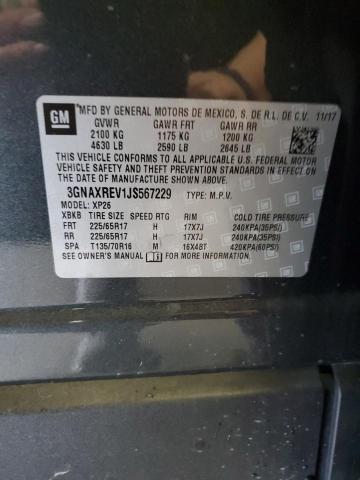 GM
*MFD BY GENERAL MOTORS DE MEXICO, S. DE R.L. DE C.V. 11/17
GVWR GAWR FRT GAWR RR
2100 KG 1175 KG 1200 KG
4630 LB 2590 LB 2645 LB
THIS VEHICLE CONFORMS TO ALL APPLICABLE U.S. FEDERAL MOTOR
VEHICLE SAFETY AND THEFT PREVENTION STANDARDS IN EFFECT ON
THE DATE OF MANUFACTURE SHOWN ABOVE.
3GNAXREV1JS567229 TYPE: M.P.V.
MODEL: XP26
XBKB TIRE SIZE SPEED RTG RIM COLD TIRE PRESSURE
FRT 225/65R17 H 17X7J 240KPA(35PSI)
RR 225/65R17 H 17X7J 240KPA(35PSI)
SPA T135/70R16 M 16X4BT 420KPA(60PSI)
SEE OWNER'S MANUAL FOR MORE INFORMATION.